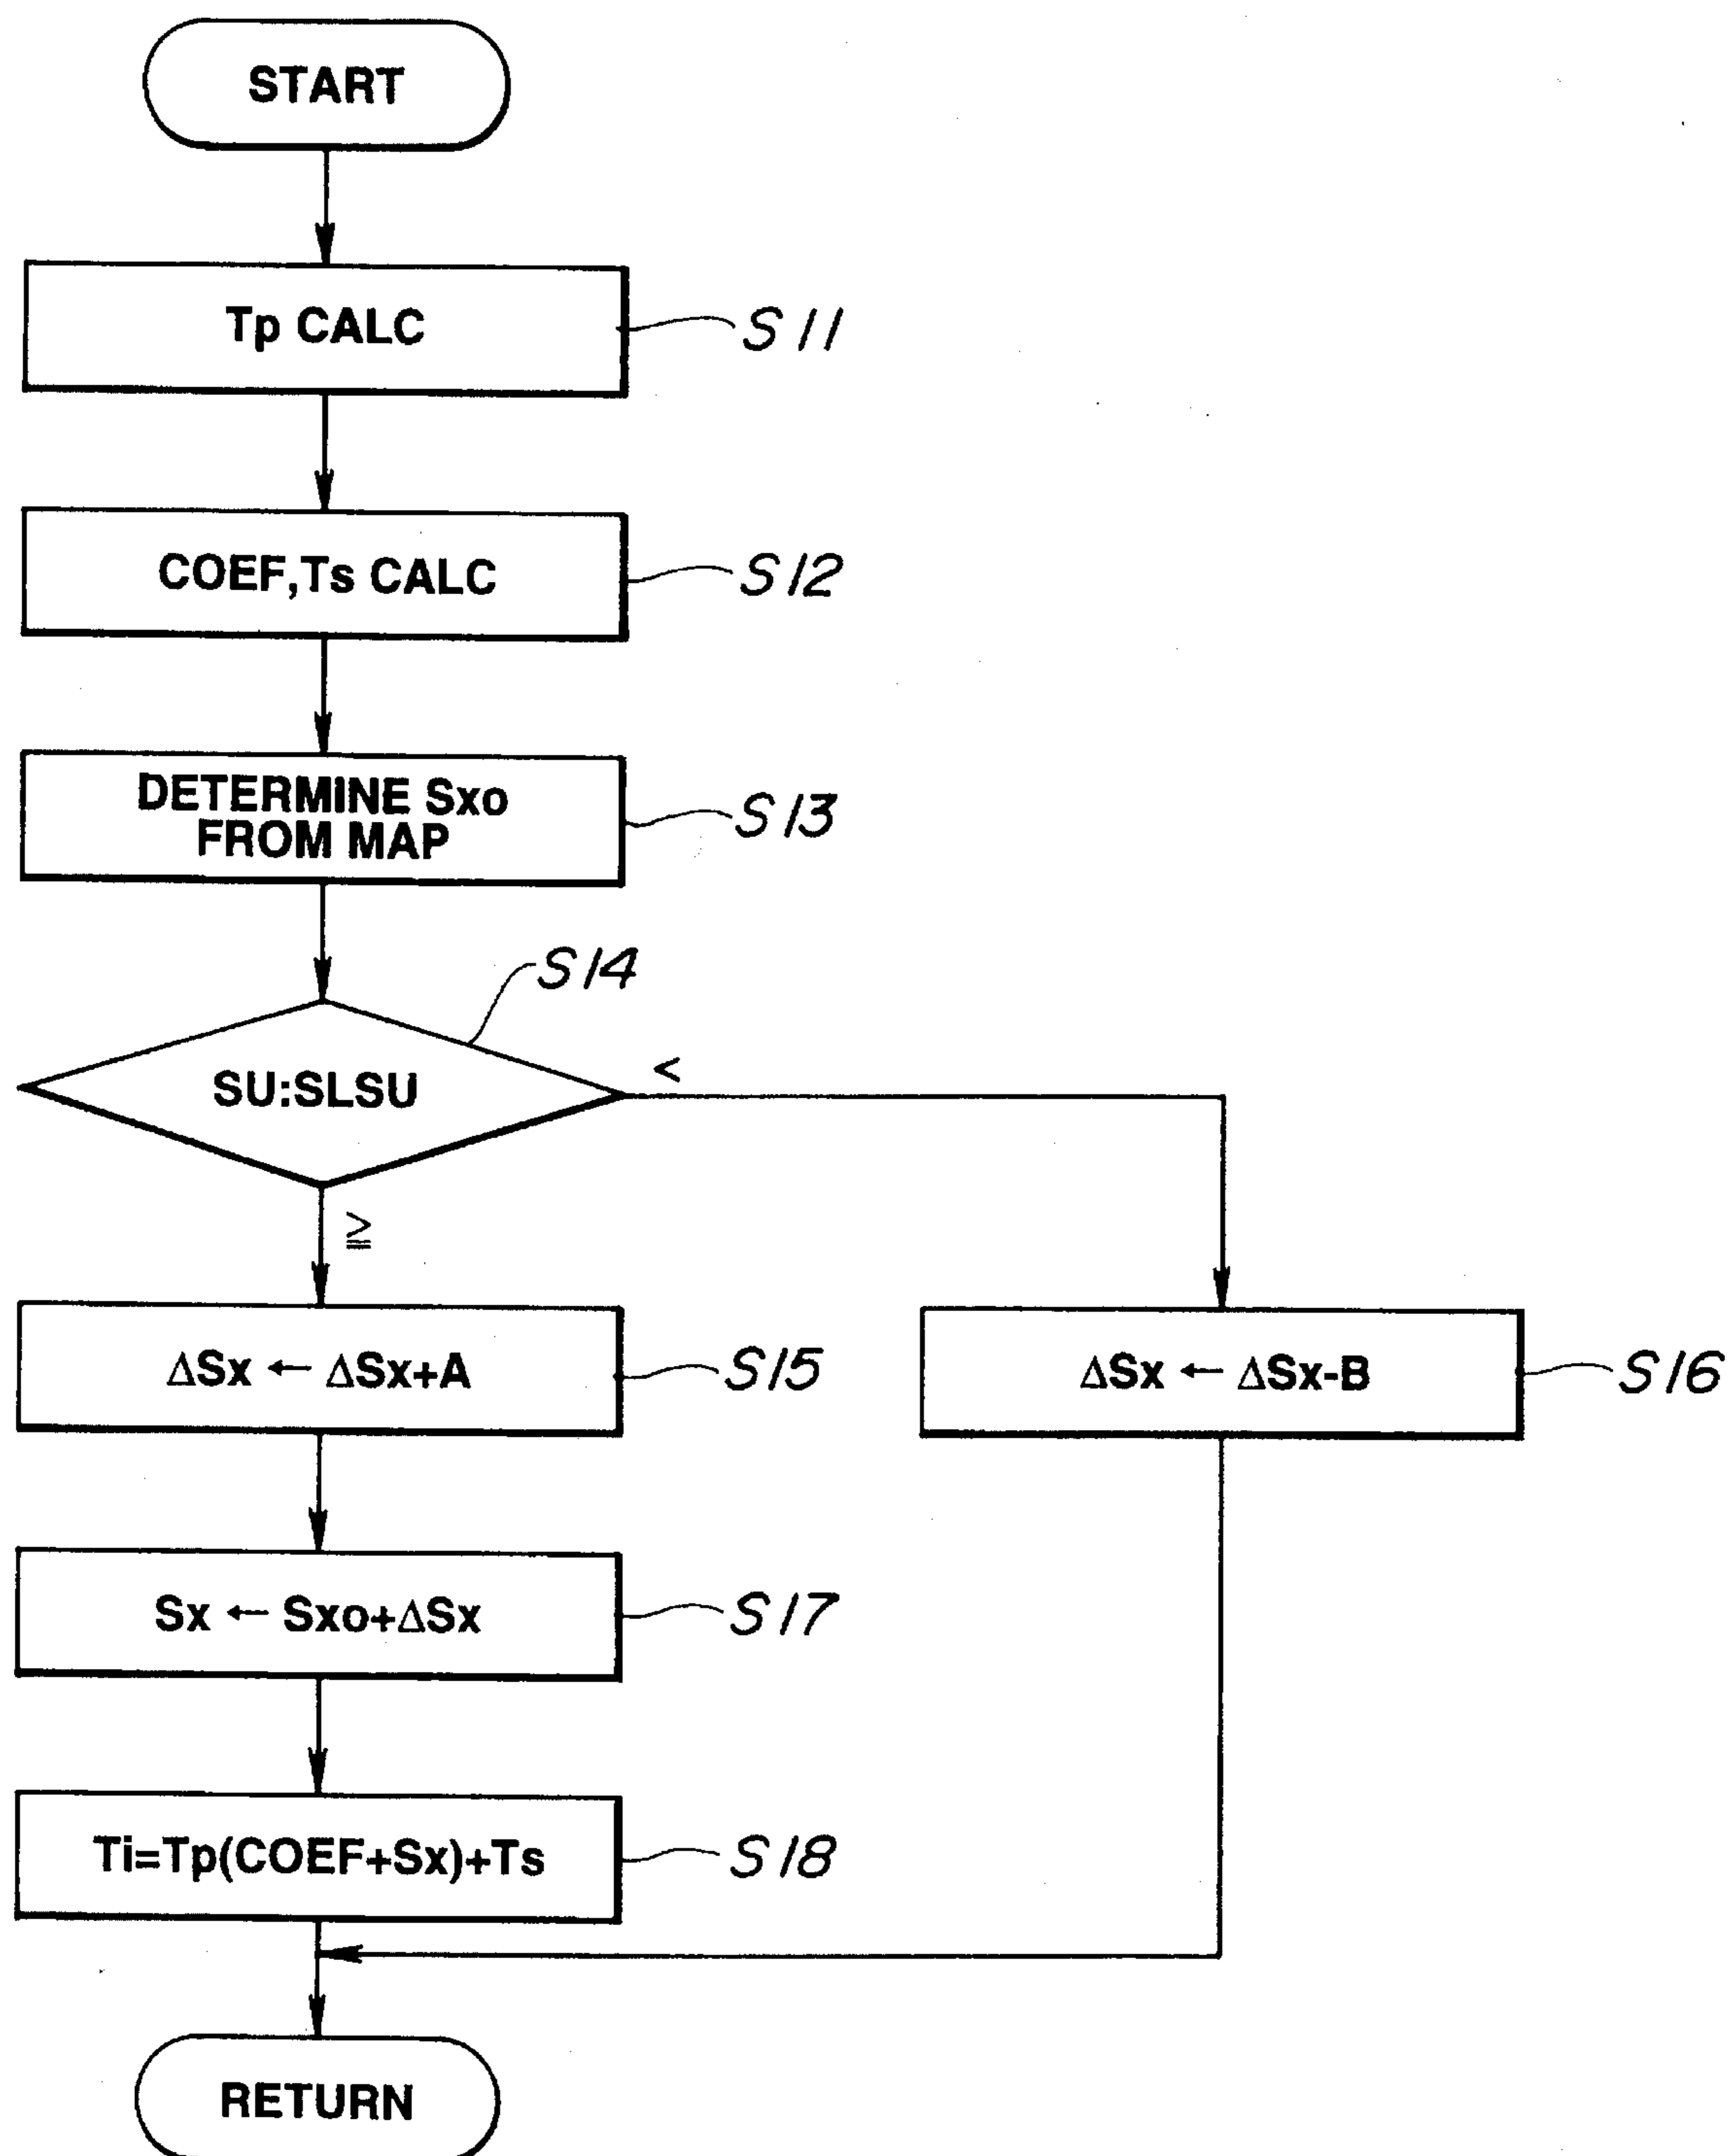 START
Tp CALC
S11
COEF,Ts CALC
S12
DETERMINE Sxo
FROM MAP
S13
S14
SU:SLSU
<
≧
ΔSx ← ΔSx+A
S15
ΔSx ← ΔSx-B
S16
Sx ← Sxo+ΔSx
S17
Ti=Tp(COEF+Sx)+Ts
S18
RETURN